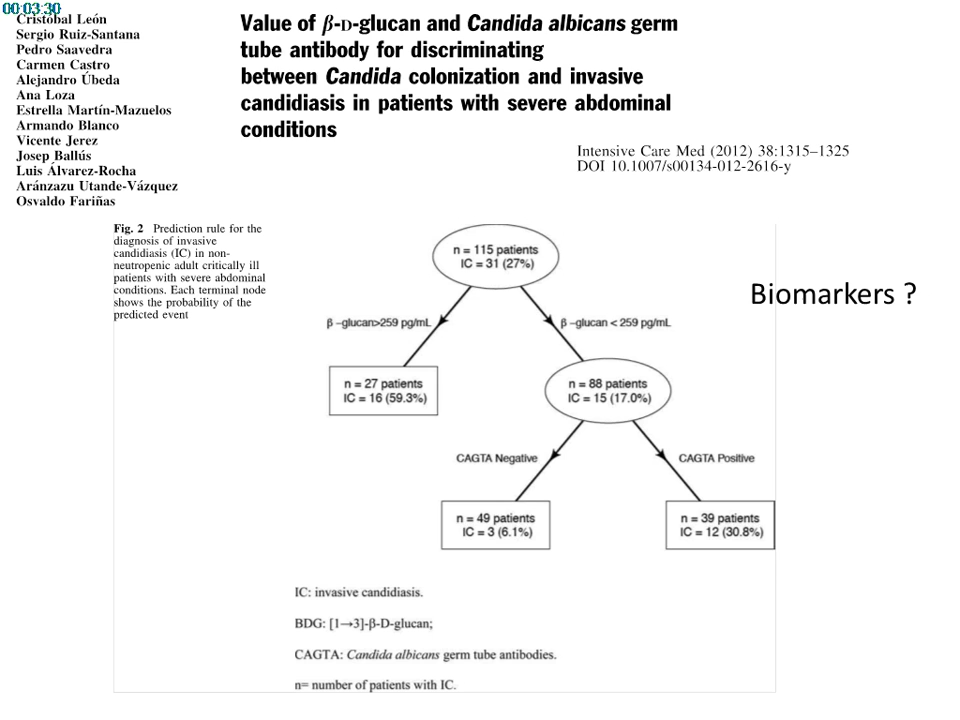 00:03:30
Cristóbal León
Sergio Ruiz-Santana
Pedro Saavedra
Carmen Castro
Alejandro Úbeda
Ana Loza
Estrella Martín-Mazuelos
Armando Blanco
Vicente Jerez
Josep Ballús
Luis Álvarez-Rocha
Aránzazu Utande-Vázquez
Osvaldo Fariñas
Value of β-D-glucan and Candida albicans germ
tube antibody for discriminating
between Candida colonization and invasive
candidiasis in patients with severe abdominal
conditions
Intensive Care Med (2012) 38:1315–1325
DOI 10.1007/s00134-012-2616-y
Fig. 2 Prediction rule for the
diagnosis of invasive
candidiasis (IC) in non-
neutropenic adult critically ill
patients with severe abdominal
conditions. Each terminal node
shows the probability of the
predicted event
n = 115 patients
IC = 31 (27%)
Biomarkers ?
β –glucan>259 pg/mL
β –glucan < 259 pg/mL
n = 27 patients
IC = 16 (59.3%)
n = 88 patients
IC = 15 (17.0%)
CAGTA Negative
CAGTA Positive
n = 49 patients
IC = 3 (6.1%)
n = 39 patients
IC = 12 (30.8%)
IC: invasive candidiasis.
BDG: [1→3]-β-D-glucan;
CAGTA: Candida albicans germ tube antibodies.
n= number of patients with IC.